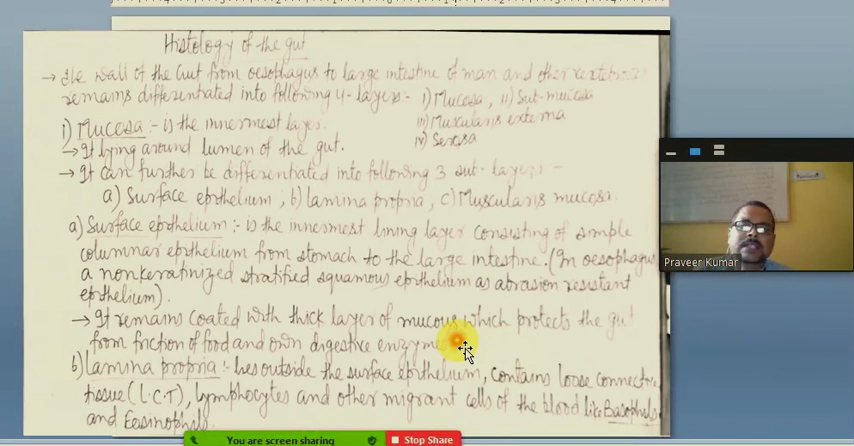 Histology of the gut
→ The wall of the Gut from oesophagus to large intestine of man and other vertebrates
remains differentiated into following 4-layers:- i) Mucosa, ii) Sub-mucosa
iii) Muscularis externa
iv) Serosa
i) Mucosa :- is the innermost layer.
→ It lying around lumen of the gut.
→ It can further be differentiated into following 3 sub-layers:-
a) Surface epithelium, b) lamina propria, c) Muscularis mucosa.
a) Surface epithelium :- is the innermost lining layer consisting of simple
columnar epithelium from stomach to the large intestine. (In oesophagus
a nonkeratinized stratified squamous epithelium as abrasion resistant
epithelium).
→ It remains coated with thick layer of mucous which protects the gut
from friction of food and own digestive enzyme
b) lamina propria :- lies outside the surface epithelium, contains loose connective
tissue (L.C.T), lymphocytes and other migrant cells of the blood like Basophils
and Eosinophils.
Praveer Kumar
You are screen sharing
Stop Share